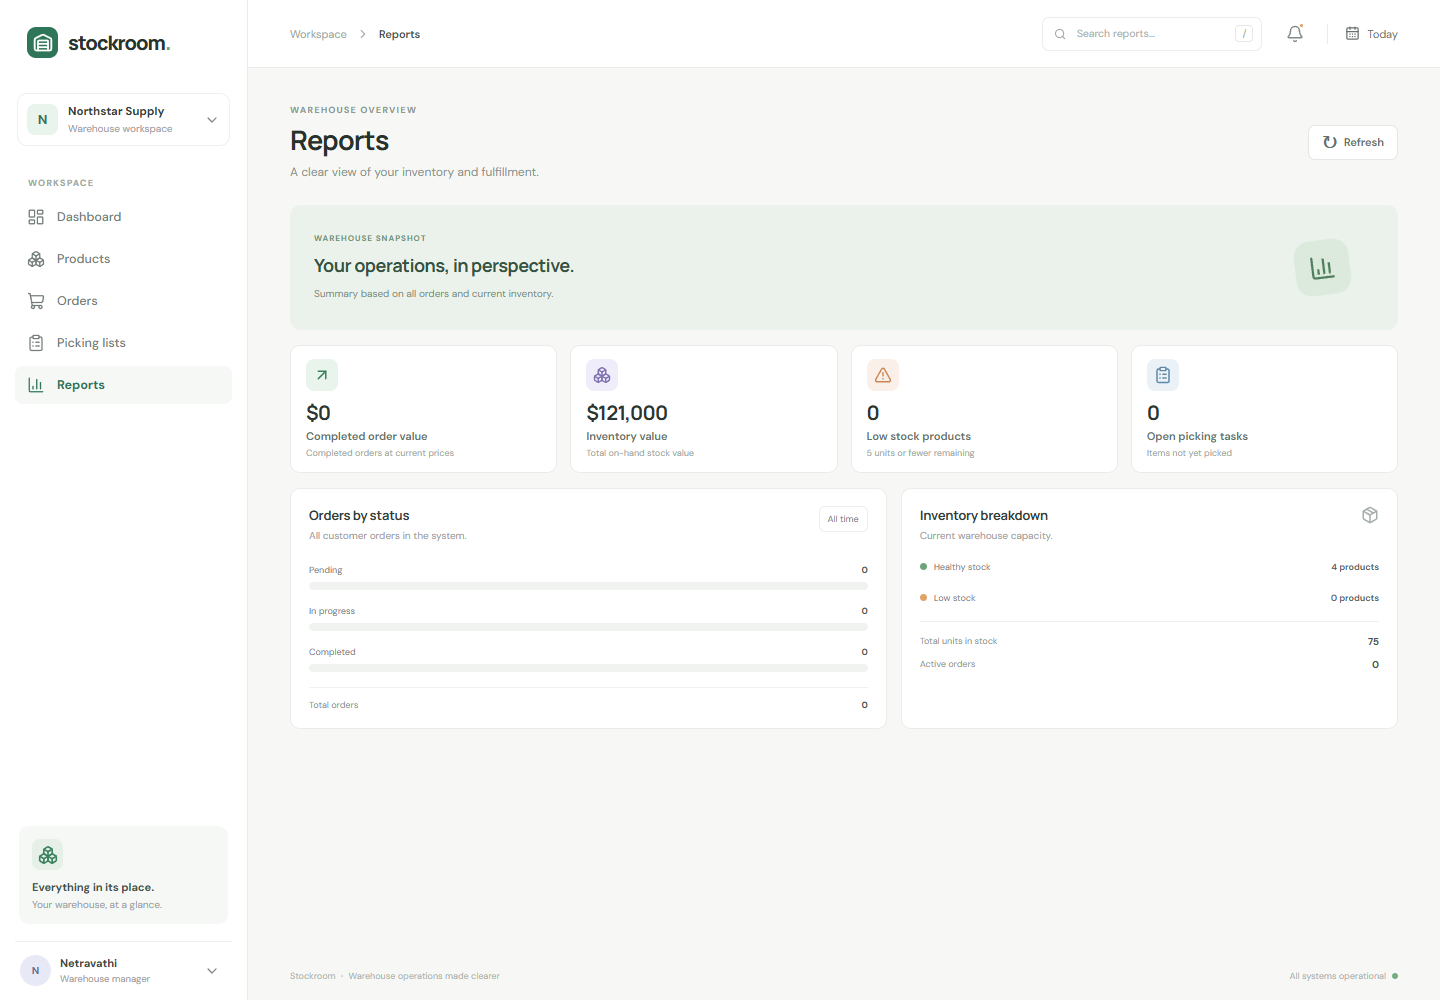 stockroom.
N
Northstar Supply
Warehouse workspace
WORKSPACE
Dashboard
Products
Orders
Picking lists
Reports
Everything in its place.
Your warehouse, at a glance.
N
Netravathi
Warehouse manager
Workspace > Reports
Search reports...
/
Today
WAREHOUSE OVERVIEW
Reports
A clear view of your inventory and fulfillment.
Refresh
WAREHOUSE SNAPSHOT
Your operations, in perspective.
Summary based on all orders and current inventory.
$0
Completed order value
Completed orders at current prices
$121,000
Inventory value
Total on-hand stock value
0
Low stock products
5 units or fewer remaining
0
Open picking tasks
Items not yet picked
Orders by status
All customer orders in the system.
All time
Pending 0
In progress 0
Completed 0
Total orders 0
Inventory breakdown
Current warehouse capacity.
Healthy stock 4 products
Low stock 0 products
Total units in stock 75
Active orders 0
Stockroom · Warehouse operations made clearer
All systems operational